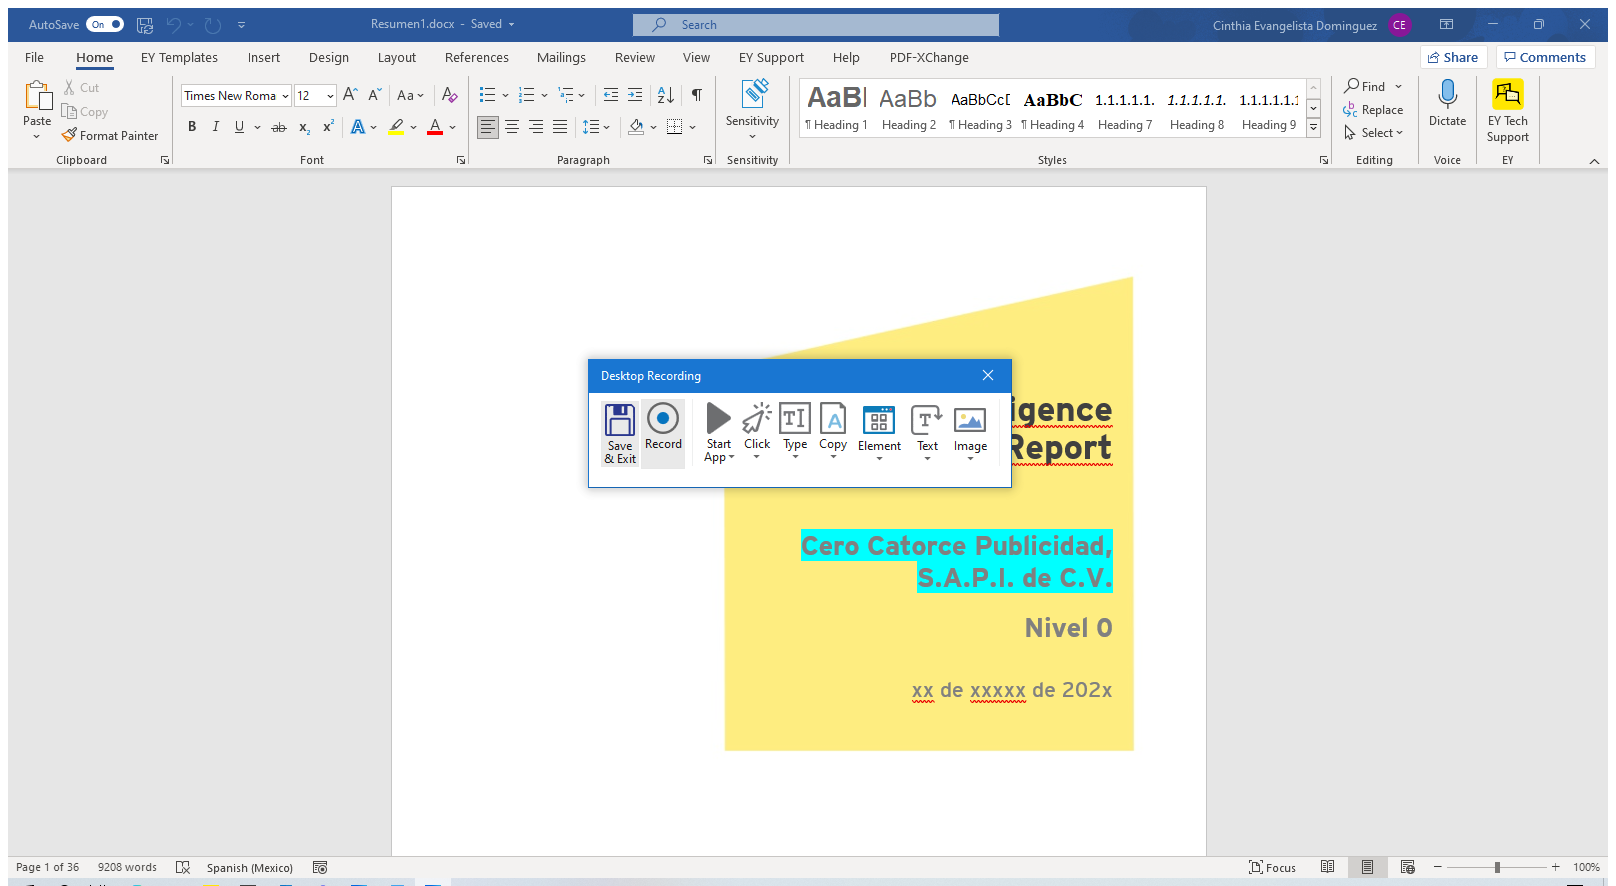 AutoSave On Resumen1.docx - Saved Search Cinthia Evangelista Dominguez CE
File Home EY Templates Insert Design Layout References Mailings Review View EY Support Help PDF-XChange Share Comments
Paste
Cut
Copy
Format Painter
Clipboard
Times New Roma 12 Aa
B I U ab x₂ x² A A
Font
Paragraph
Sensitivity
Sensitivity
AaBl AaBb AaBbCcD AaBbC 1.1.1.1.1. 1.1.1.1.1. 1.1.1.1.1.1
¶ Heading 1 Heading 2 ¶ Heading 3 ¶ Heading 4 Heading 7 Heading 8 Heading 9
Styles
Find
Replace
Select
Editing
Dictate
Voice
EY Tech
Support
EY
Desktop Recording
Save
& Exit
Record
Start
App
Click
Type
Copy
Element
Text
Image
igence
Report
Cero Catorce Publicidad,
S.A.P.I. de C.V.
Nivel 0
xx de xxxxx de 202x
Page 1 of 36 9208 words Spanish (Mexico) Focus 100%